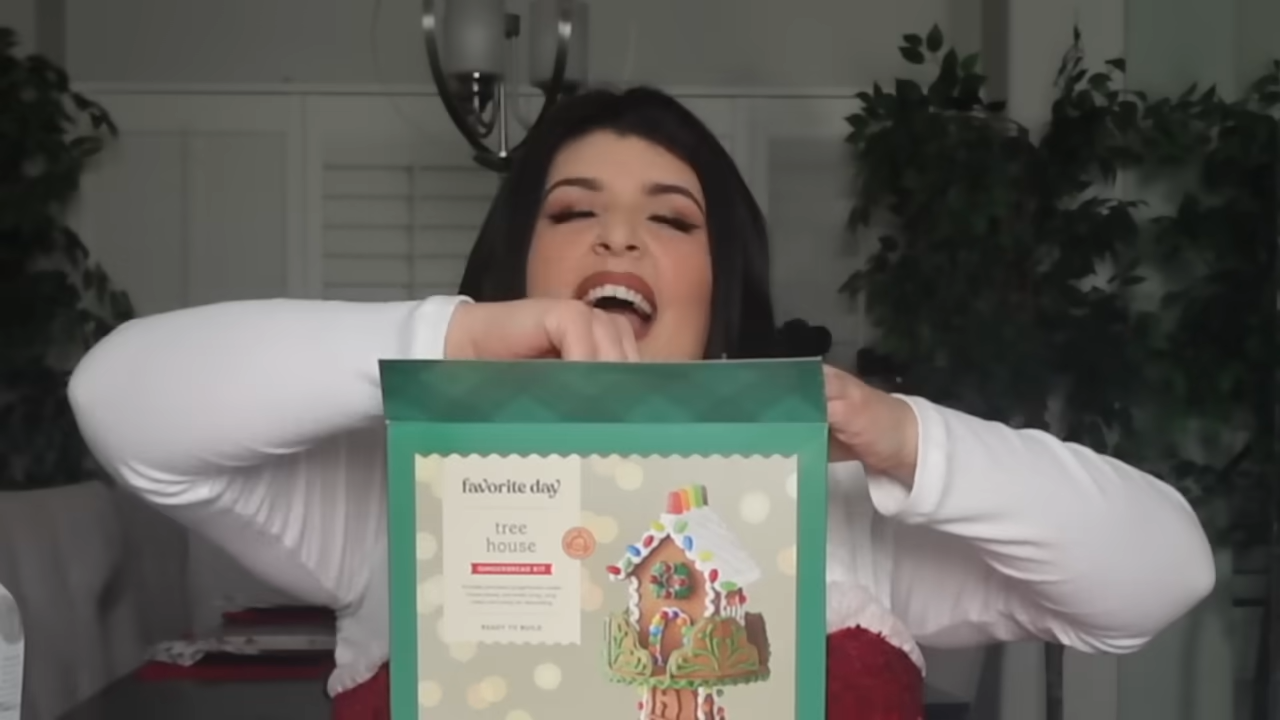 favorite day
tree
house
GINGERBREAD KIT
READY TO BUILD